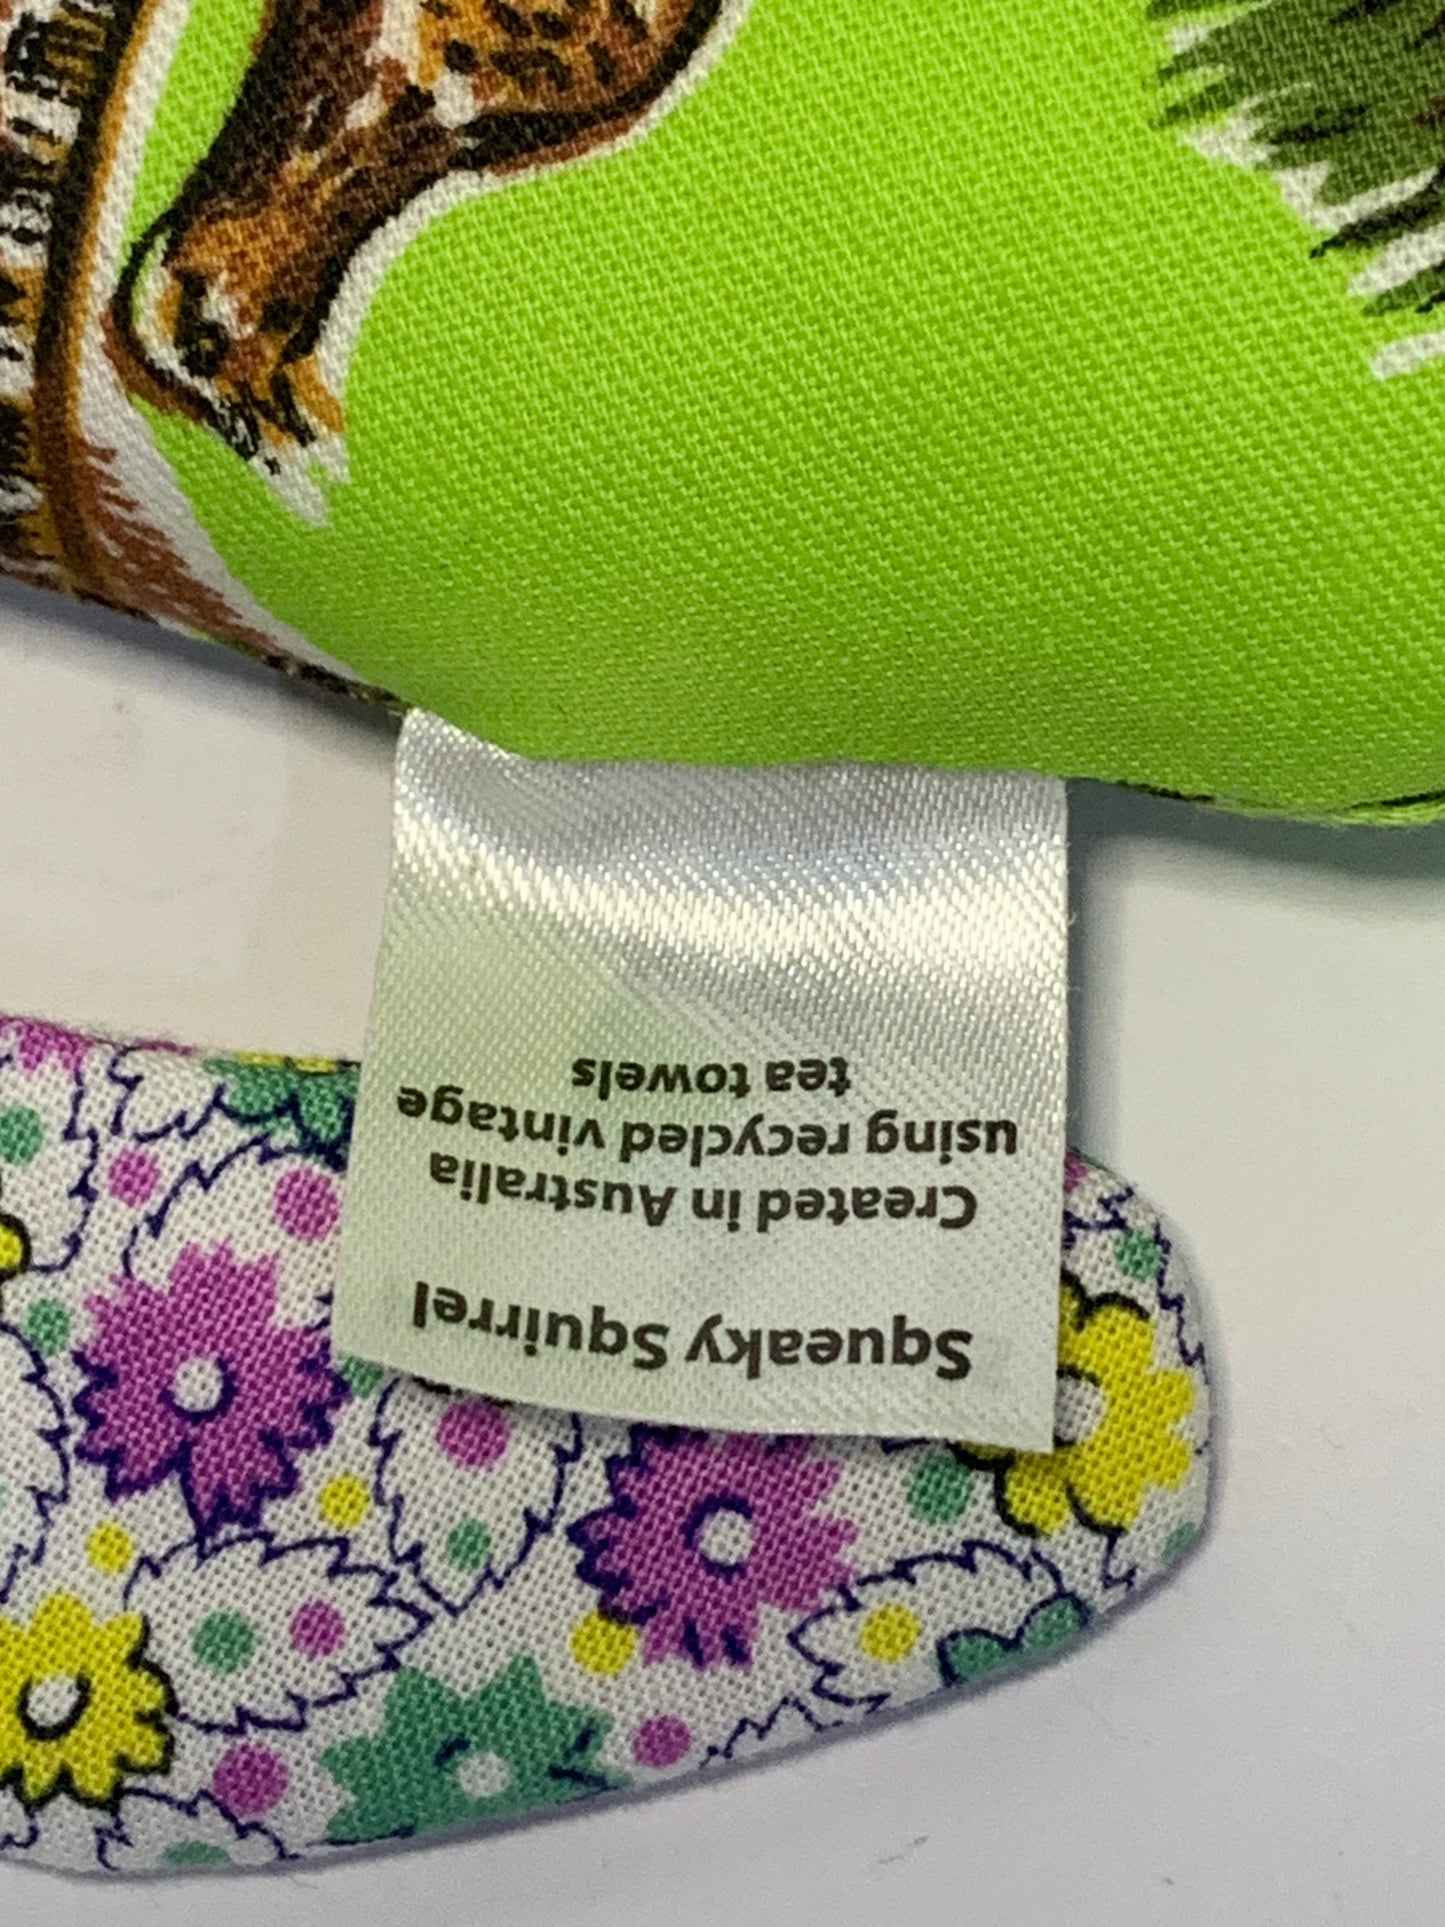 Squeaky Squirrel
Created in Australia
using recycled vintage
tea towels